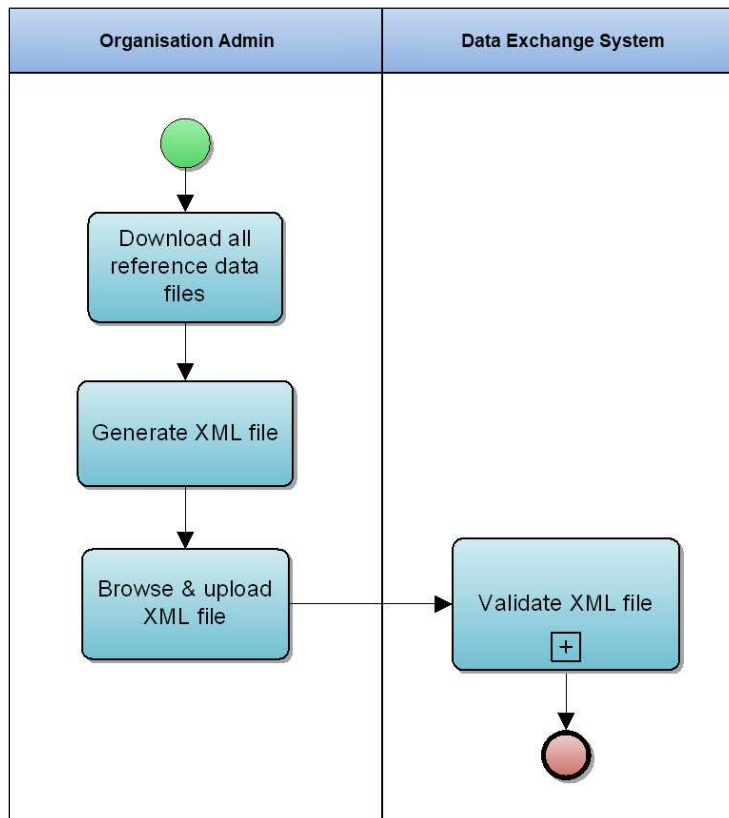 Organisation Admin
Data Exchange System
Download all
reference data
files
Generate XML file
Browse & upload
XML file
Validate XML file